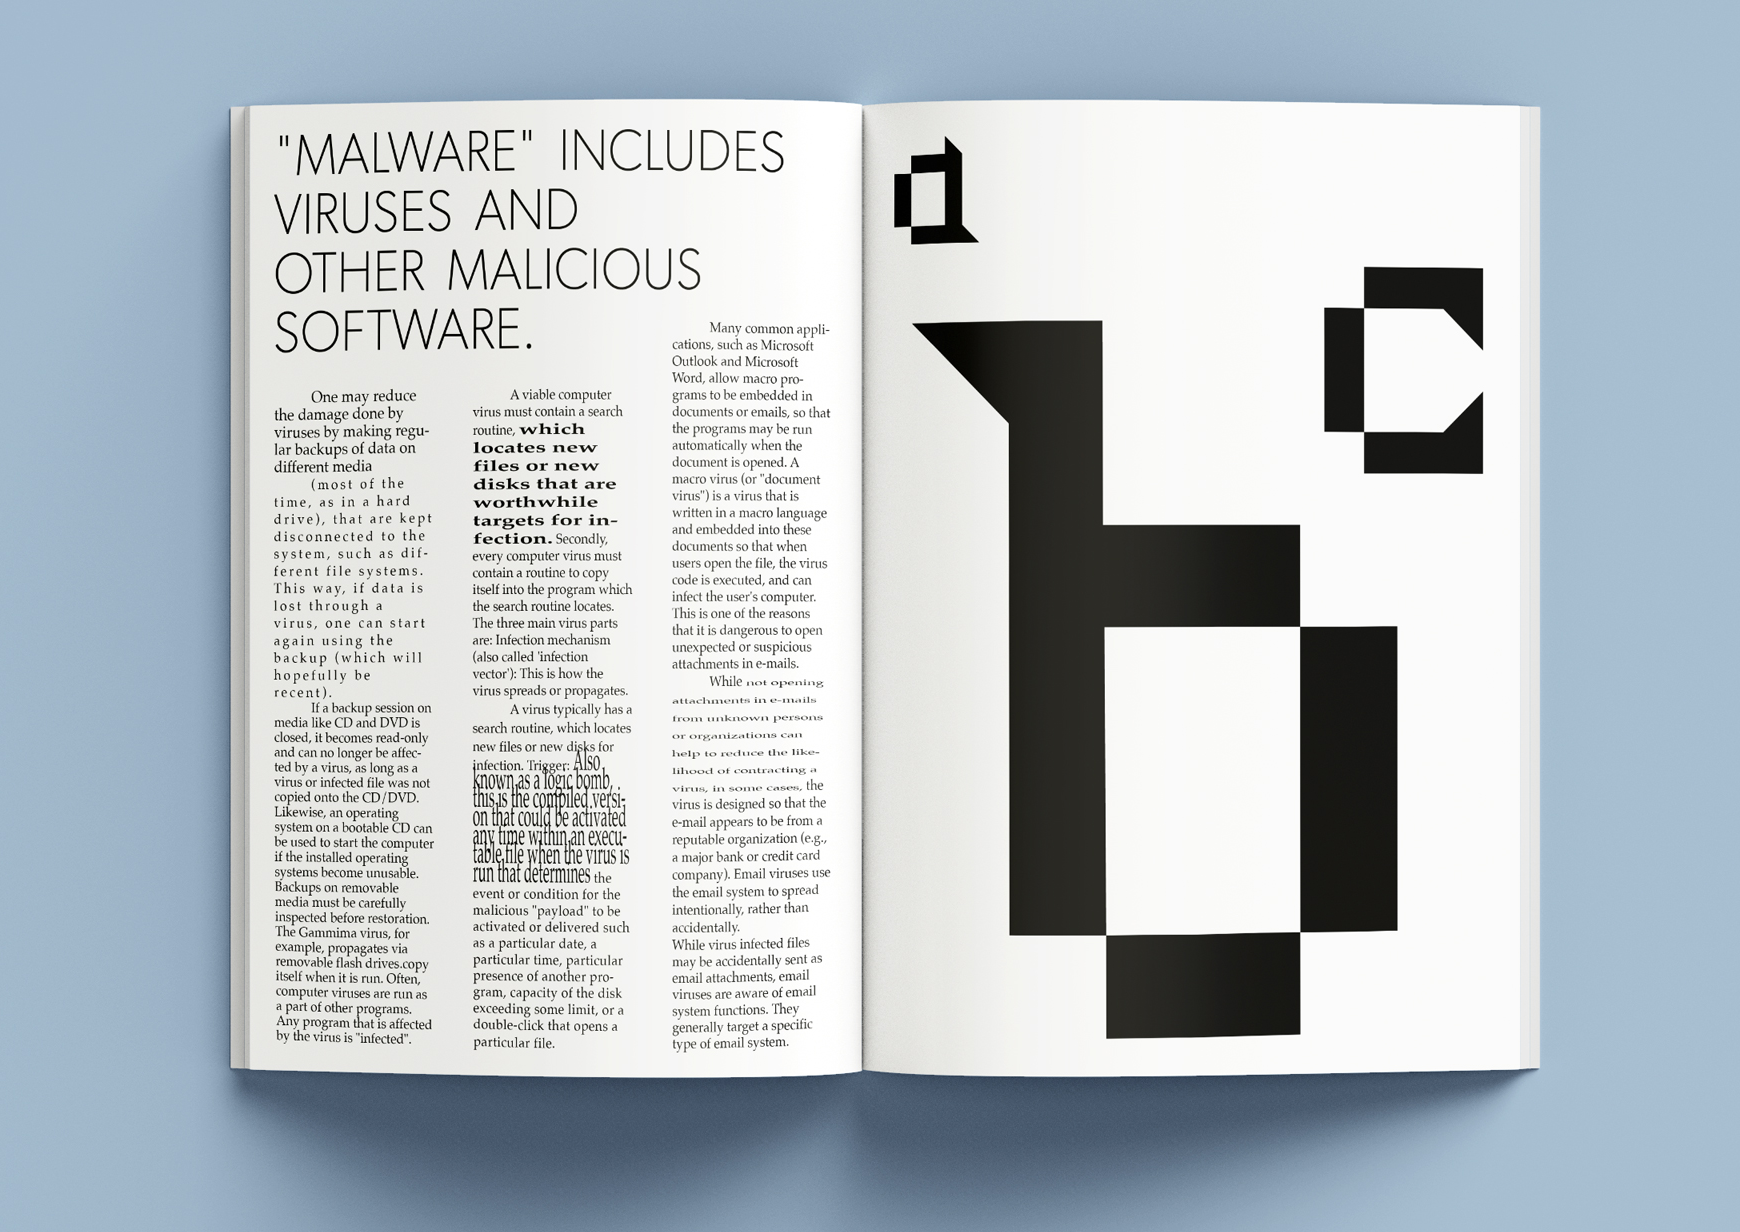 "MALWARE" INCLUDES
VIRUSES AND
OTHER MALICIOUS
SOFTWARE.
One may reduce
the damage done by
viruses by making regu-
lar backups of data on
different media
(most of the
time, as in a hard
drive), that are kept
disconnected to the
system, such as dif-
ferent file systems.
This way, if data is
lost through a
virus, one can start
again using the
backup (which will
hopefully be
recent).
If a backup session on
media like CD and DVD is
closed, it becomes read-only
and can no longer be affec-
ted by a virus, as long as a
virus or infected file was not
copied onto the CD/DVD.
Likewise, an operating
system on a bootable CD can
be used to start the computer
if the installed operating
systems become unusable.
Backups on removable
media must be carefully
inspected before restoration.
The Gammima virus, for
example, propagates via
removable flash drives.copy
itself when it is run. Often,
computer viruses are run as
a part of other programs.
Any program that is affected
by the virus is "infected".
A viable computer
virus must contain a search
routine, which
locates new
files or new
disks that are
worthwhile
targets for in-
fection. Secondly,
every computer virus must
contain a routine to copy
itself into the program which
the search routine locates.
The three main virus parts
are: Infection mechanism
(also called 'infection
vector'): This is how the
virus spreads or propagates.
A virus typically has a
search routine, which locates
new files or new disks for
infection. Trigger: Also
known as a logic bomb, .
this is the compiled versi-
on that could be activated
any time within an execu-
table file when the virus is
run that determines the
event or condition for the
malicious "payload" to be
activated or delivered such
as a particular date, a
particular time, particular
presence of another pro-
gram, capacity of the disk
exceeding some limit, or a
double-click that opens a
particular file.
Many common appli-
cations, such as Microsoft
Outlook and Microsoft
Word, allow macro pro-
grams to be embedded in
documents or emails, so that
the programs may be run
automatically when the
document is opened. A
macro virus (or "document
virus") is a virus that is
written in a macro language
and embedded into these
documents so that when
users open the file, the virus
code is executed, and can
infect the user's computer.
This is one of the reasons
that it is dangerous to open
unexpected or suspicious
attachments in e-mails.
While not opening
attachments in e-mails
from unknown persons
or organizations can
help to reduce the like-
lihood of contracting a
virus, in some cases, the
virus is designed so that the
e-mail appears to be from a
reputable organization (e.g.,
a major bank or credit card
company). Email viruses use
the email system to spread
intentionally, rather than
accidentally.
While virus infected files
may be accidentally sent as
email attachments, email
viruses are aware of email
system functions. They
generally target a specific
type of email system.
a
b
c